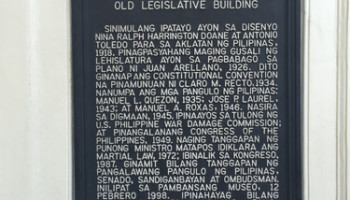 OLD LEGISLATIVE BUILDING
SINIMULANG IPATAYO AYON SA DISENYO
NINA RALPH HARRINGTON DOANE AT ANTONIO
TOLEDO PARA SA AKLATAN NG PILIPINAS,
1918. PINAGPASYAHANG MAGING GUSALI NG
LEHISLATURA AYON SA PAGBABAGO SA
PLANO NI JUAN ARELLANO, 1926. DITO
GINANAP ANG CONSTITUTIONAL CONVENTION
NA PINAMUNUAN NI CLARO M. RECTO, 1934.
NANUMPA ANG MGA PANGULO NG PILIPINAS:
MANUEL L. QUEZON, 1935; JOSE P. LAUREL,
1943; AT MANUEL A. ROXAS, 1946. NASIRA
SA DIGMAAN, 1945. IPINAAYOS SA TULONG NG
U.S. PHILIPPINE WAR DAMAGE COMMISSION;
AT PINANGALANANG CONGRESS OF THE
PHILIPPINES, 1949. NAGING TANGGAPAN NG
PUNONG MINISTRO MATAPOS IDIKLARA ANG
MARTIAL LAW, 1972; IBINALIK SA KONGRESO,
1987. GINAMIT BILANG TANGGAPAN NG
PANGALAWANG PANGULO NG PILIPINAS,
SENADO, SANDIGANBAYAN AT OMBUDSMAN.
INILIPAT SA PAMBANSANG MUSEO, 12
PEBRERO 1998. IPINAHAYAG BILANG